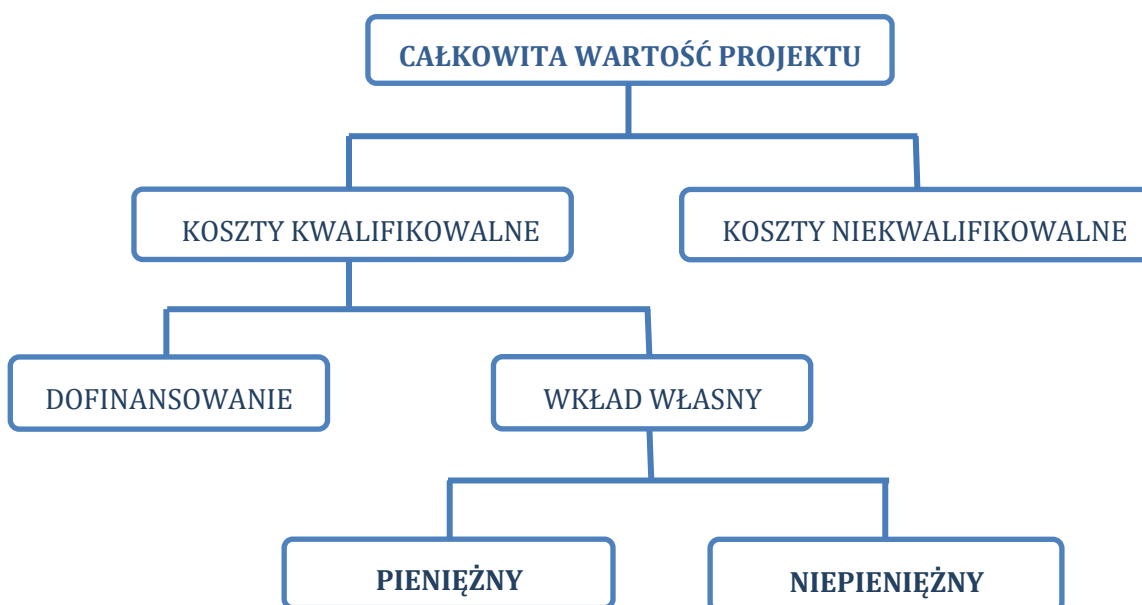 CAŁKOWITA WARTOŚĆ PROJEKTU
KOSZTY KWALIFIKOWALNE
KOSZTY NIEKWALIFIKOWALNE
DOFINANSOWANIE
WKŁAD WŁASNY
PIENIĘŻNY
NIEPIENIĘŻNY